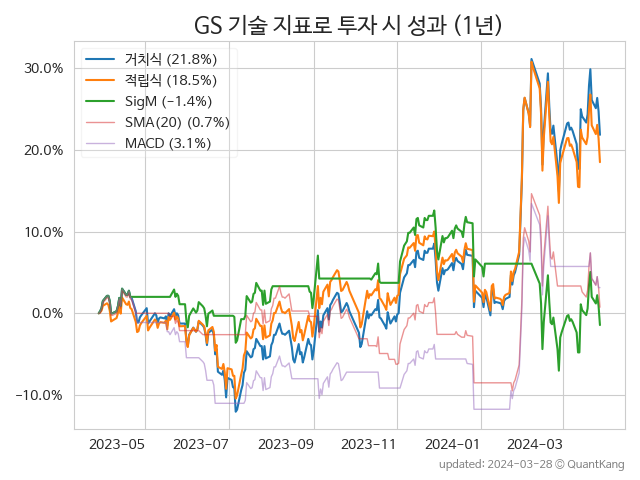 GS 기술 지표로 투자 시 성과 (1년)
거치식 (21.8%)
적립식 (18.5%)
SigM (−1.4%)
SMA(20) (0.7%)
MACD (3.1%)
30.0%
20.0%
10.0%
0.0%
−10.0%
2023-05 2023-07 2023-09 2023-11 2024-01 2024-03
updated: 2024-03-28 © QuantKang